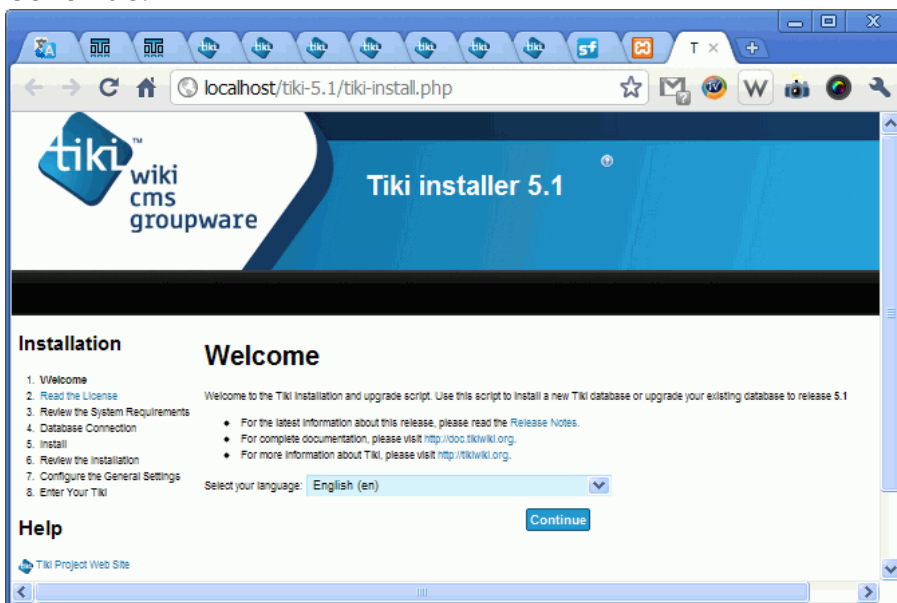 T
localhost/tiki-5.1/tiki-install.php
tiki™
wiki
cms
groupware
Tiki installer 5.1
Installation
1. Welcome
2. Read the License
3. Review the System Requirements
4. Database Connection
5. Install
6. Review the Installation
7. Configure the General Settings
8. Enter Your Tiki
Help
Tiki Project Web Site
Welcome
Welcome to the Tiki installation and upgrade script. Use this script to install a new Tiki database or upgrade your existing database to release 5.1
For the latest information about this release, please read the Release Notes.
For complete documentation, please visit http://doc.tikiwiki.org.
For more information about Tiki, please visit http://tikiwiki.org.
Select your language: English (en)
Continue